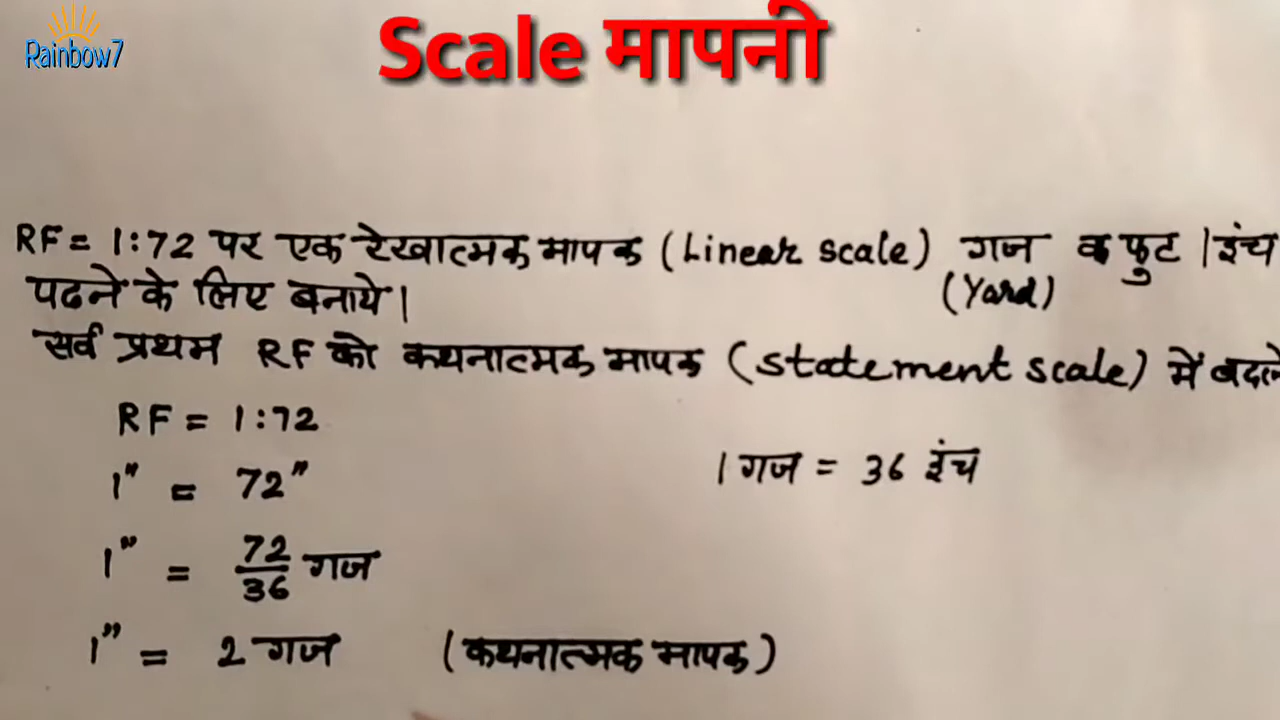 Rainbow7
Scale मापनी
RF = 1:72 पर एक रेखात्मक मापक (Linear scale) गज व फुट । इंच
(Yard)
पढने के लिए बनाये।
सर्व प्रथम RF को कथनात्मक मापक (statement scale) में बदले
RF = 1:72
1" = 72"
1 गज = 36 इंच
1" = 72/36 गज
1" = 2 गज (कथनात्मक मापक)